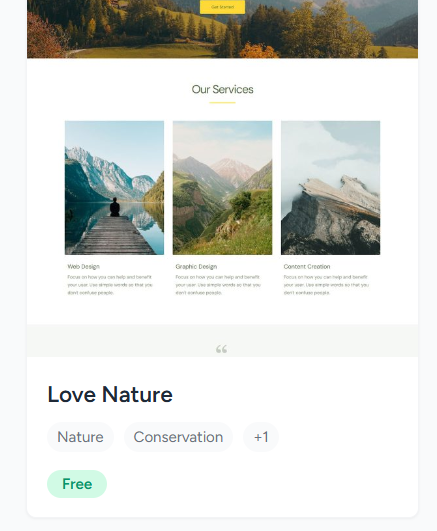 Get Started
Our Services
Web Design
Graphic Design
Content Creation
Focus on how you can help and benefit
your user. Use simple words so that you
don't confuse people.
Focus on how you can help and benefit
your user. Use simple words so that you
don't confuse people.
Focus on how you can help and benefit
your user. Use simple words so that you
don't confuse people.
“
Love Nature
Nature
Conservation
+1
Free